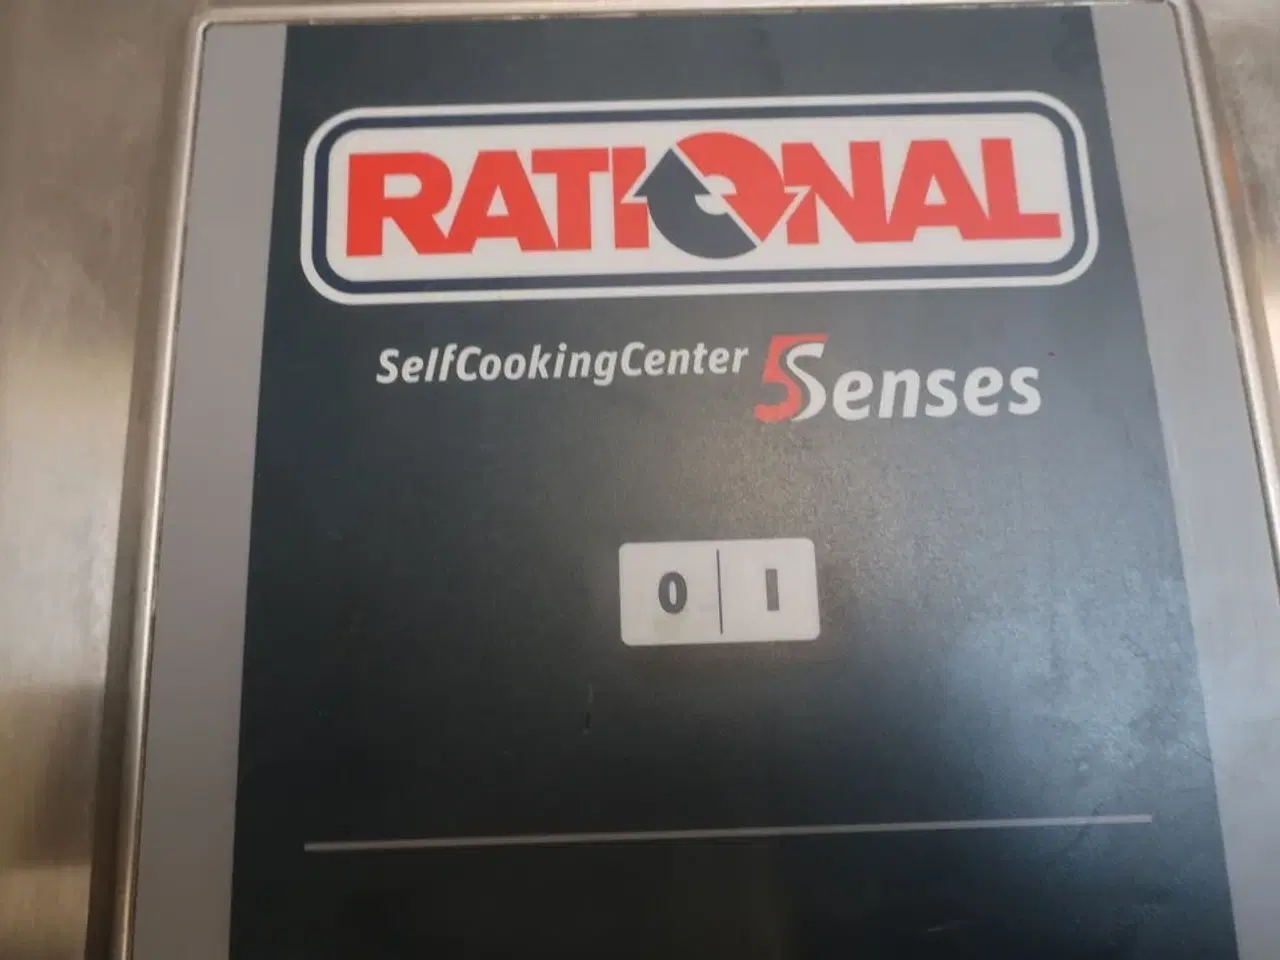 RATIONAL
SelfCookingCenter 5Senses
0 I